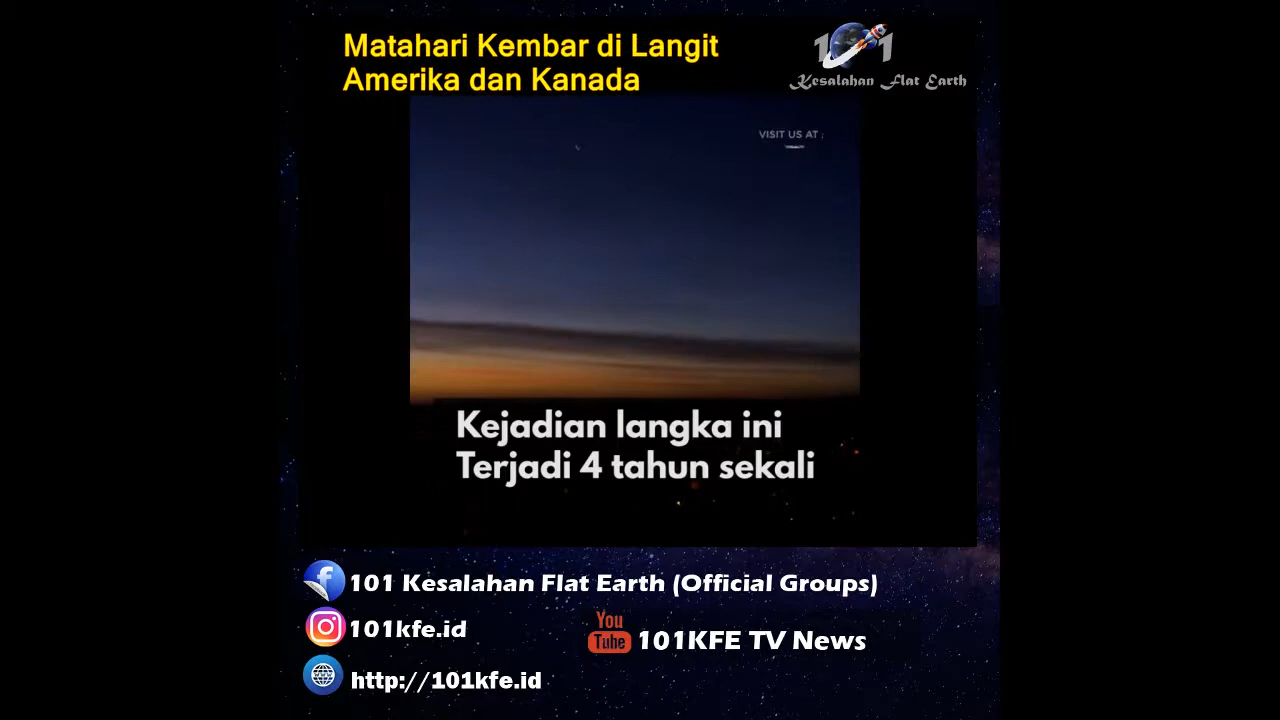 Matahari Kembar di Langit
Amerika dan Kanada
101
Kesalahan Flat Earth
VISIT US AT :
Kejadian langka ini
Terjadi 4 tahun sekali
101 Kesalahan Flat Earth (Official Groups)
101kfe.id
You
Tube
101KFE TV News
http://101kfe.id